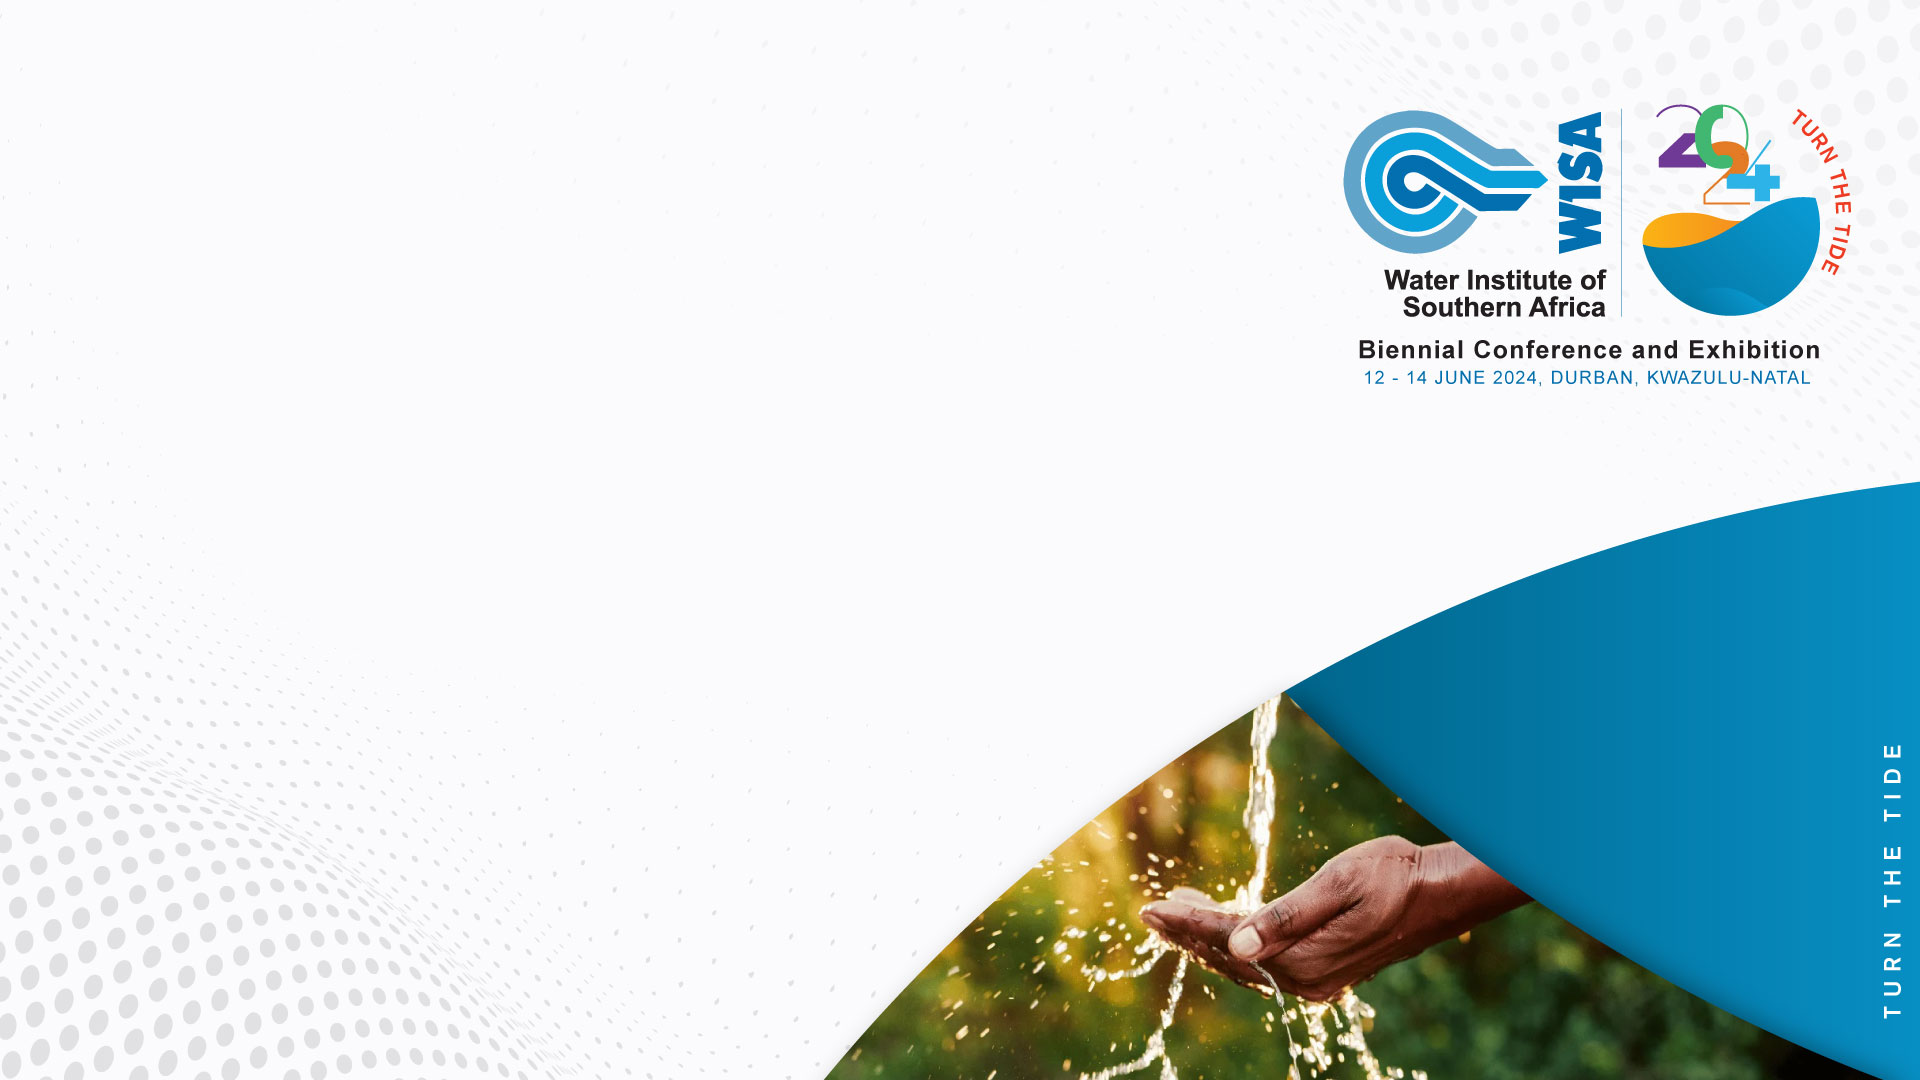 WISA
Water Institute of
Southern Africa
2024
TURN THE TIDE
Biennial Conference and Exhibition
12 - 14 JUNE 2024, DURBAN, KWAZULU-NATAL
TURN THE TIDE